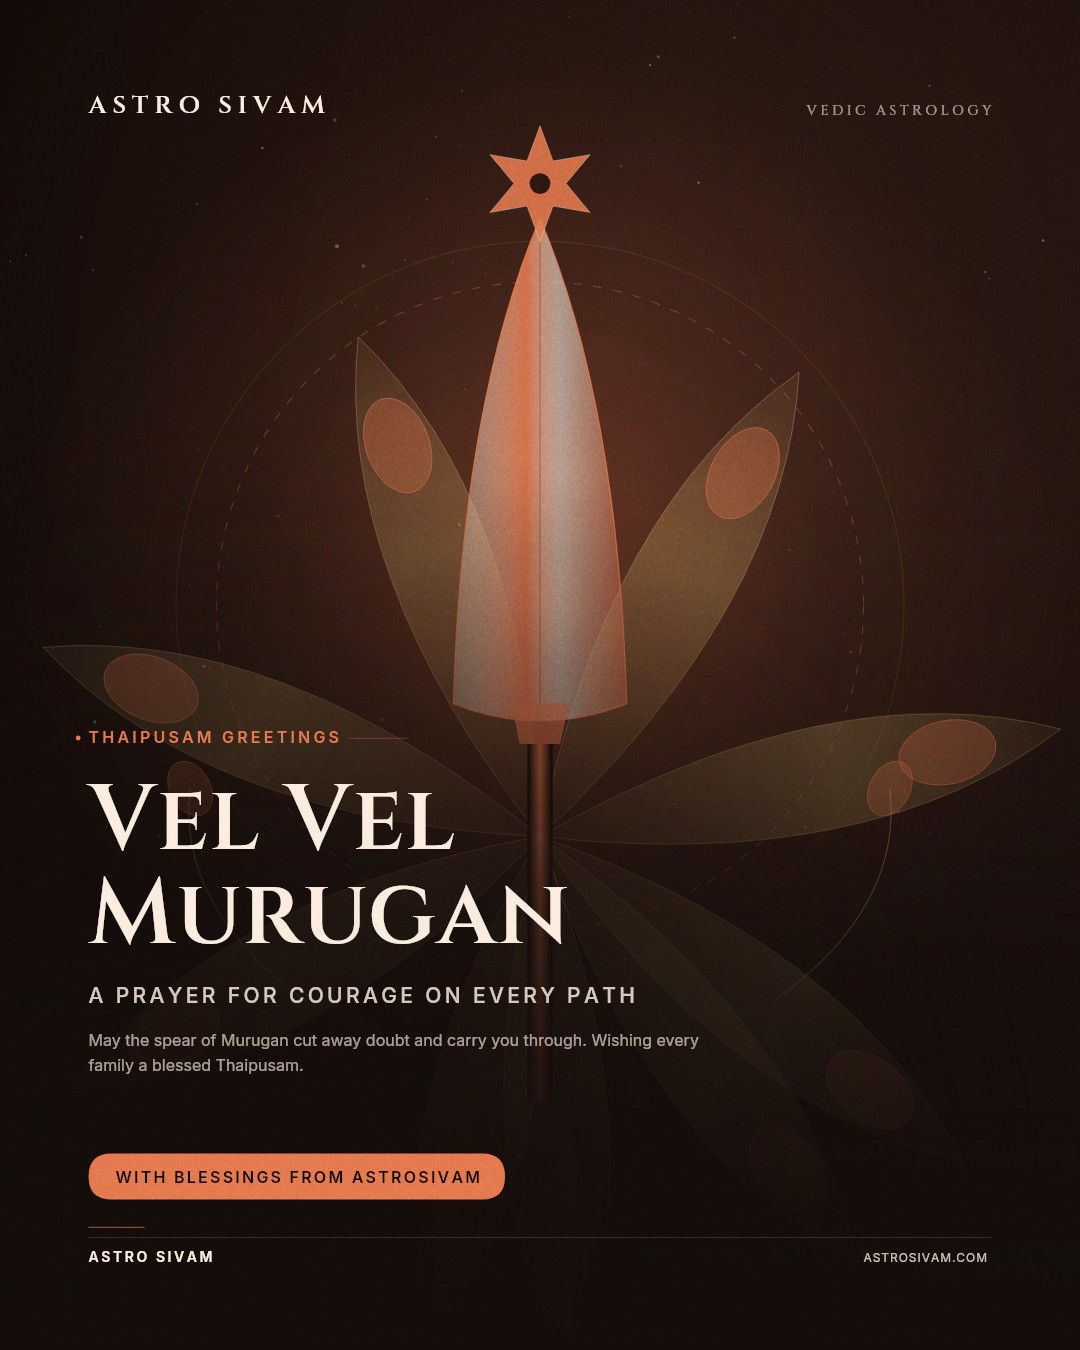 ASTRO SIVAM
VEDIC ASTROLOGY
• THAIPUSAM GREETINGS
VEL VEL
MURUGAN
A PRAYER FOR COURAGE ON EVERY PATH
May the spear of Murugan cut away doubt and carry you through. Wishing every
family a blessed Thaipusam.
WITH BLESSINGS FROM ASTROSIVAM
ASTRO SIVAM
ASTROSIVAM.COM